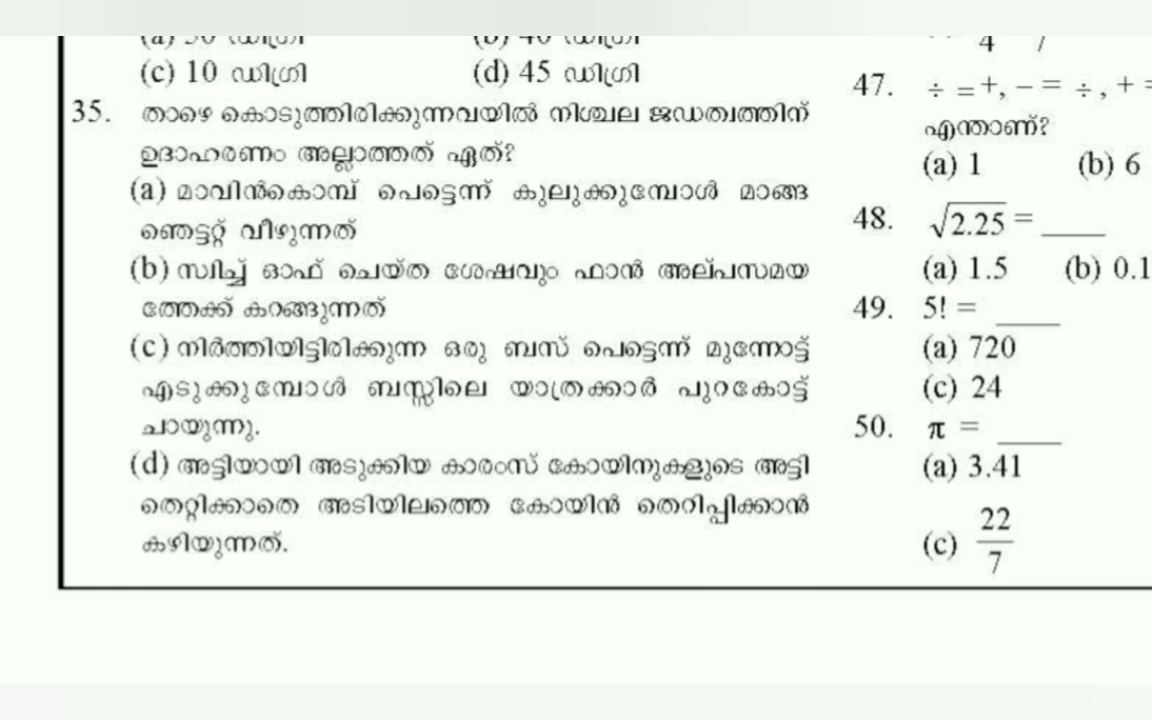 (c) 10 ഡിഗ്രി (d) 45 ഡിഗ്രി
35. താഴെ കൊടുത്തിരിക്കുന്നവയിൽ നിശ്ചല ജഡത്വത്തിന്
ഉദാഹരണം അല്ലാത്തത് ഏത്?
(a) മാവിൻകൊമ്പ് പെട്ടെന്ന് കുലുക്കുമ്പോൾ മാങ്ങ
ഞെട്ടറ്റ് വീഴുന്നത്
(b) സ്വിച്ച് ഓഫ് ചെയ്ത ശേഷവും ഫാൻ അല്പസമയ
ത്തേക്ക് കറങ്ങുന്നത്
(c) നിർത്തിയിട്ടിരിക്കുന്ന ഒരു ബസ് പെട്ടെന്ന് മുന്നോട്ട്
എടുക്കുമ്പോൾ ബസ്സിലെ യാത്രക്കാർ പുറകോട്ട്
ചായുന്നു.
(d) അട്ടിയായി അടുക്കിയ കാരംസ് കോയിനുകളുടെ അട്ടി
തെറ്റിക്കാതെ അടിയിലത്തെ കോയിൻ തെറിപ്പിക്കാൻ
കഴിയുന്നത്.
47. ÷ =+, − = ÷, + =
എന്താണ്?
(a) 1 (b) 6
48. √2.25 = ____
(a) 1.5 (b) 0.1
49. 5! = ____
(a) 720
(c) 24
50. π = ____
(a) 3.41
(c) 22/7